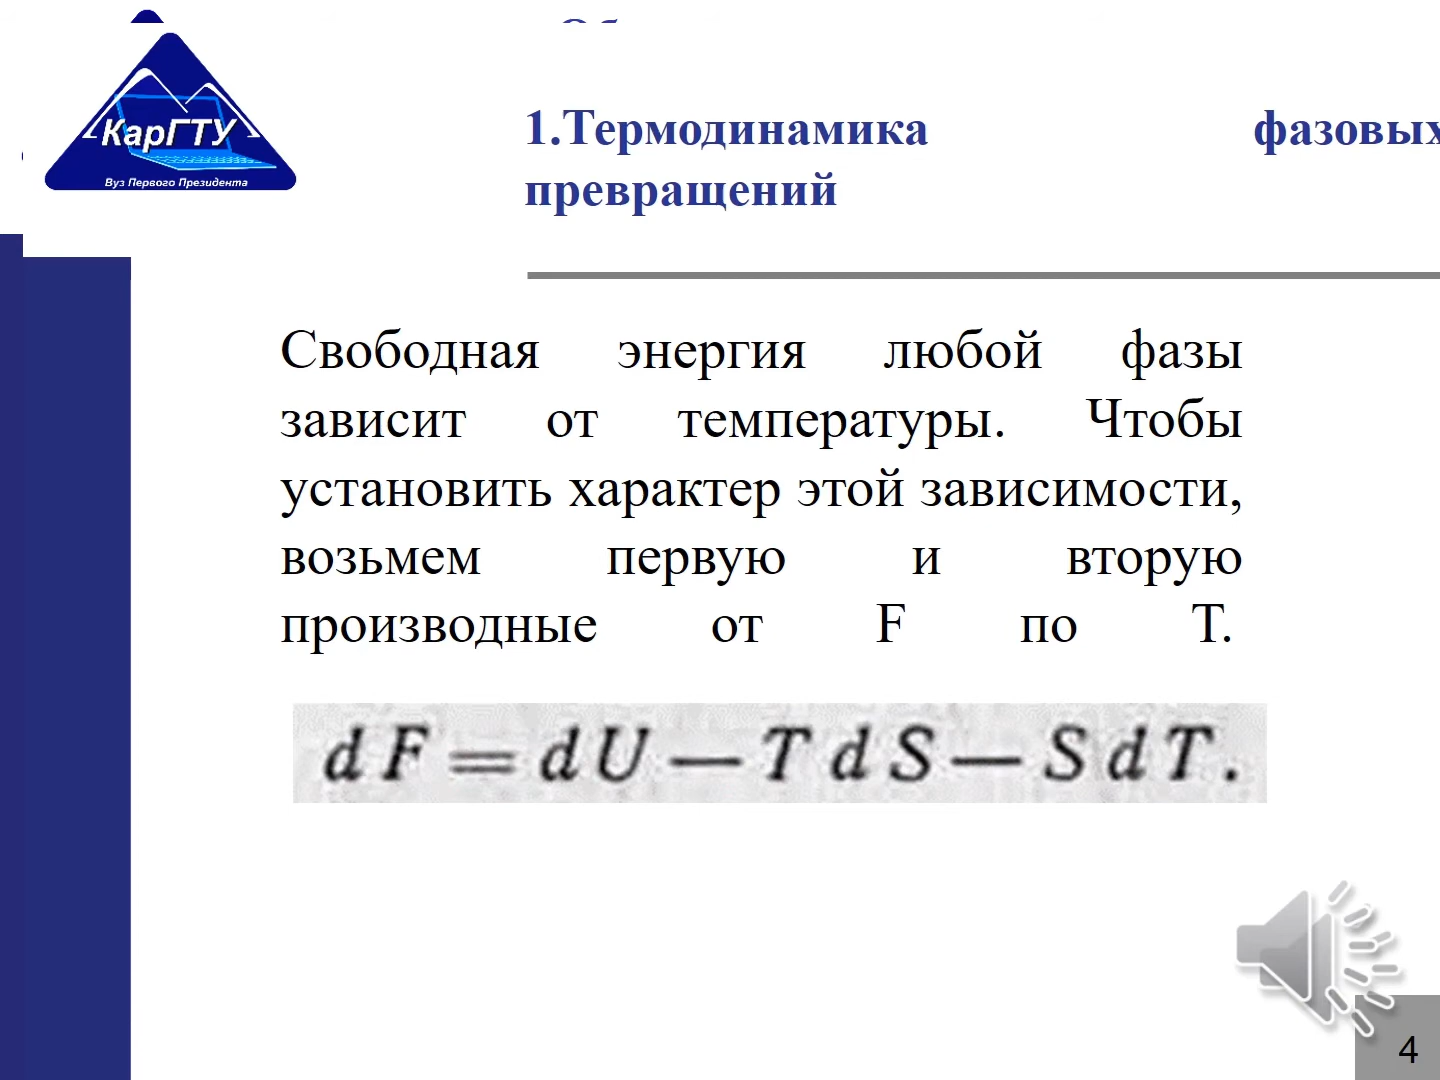 КарГТУ
Вуз Первого Президента
1.Термодинамика фазовых
превращений
Свободная энергия любой фазы
зависит от температуры. Чтобы
установить характер этой зависимости,
возьмем первую и вторую
производные от F по T.
dF=dU—TdS—SdT.
4